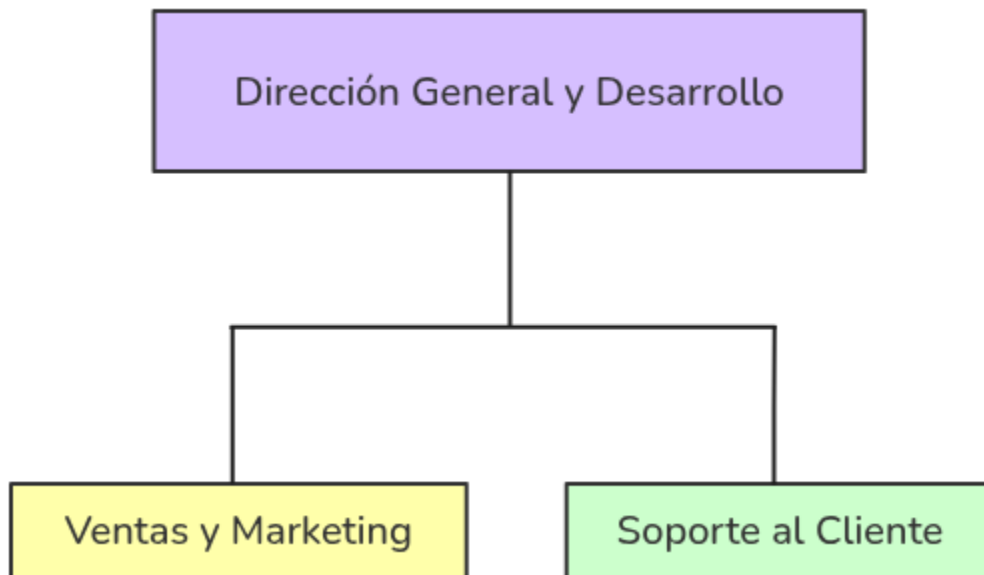 Dirección General y Desarrollo
Ventas y Marketing
Soporte al Cliente